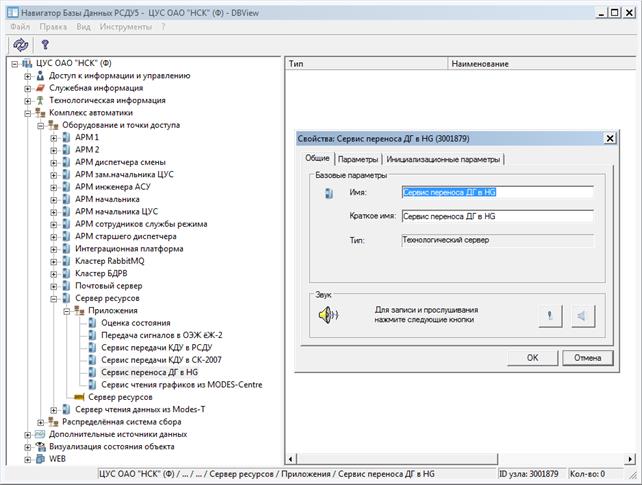 Навигатор Базы Данных РСДУ5 - ЦУС ОАО "НСК" (Ф) - DBView
Файл Правка Вид Инструменты ?
ЦУС ОАО "НСК" (Ф)
Доступ к информации и управлению
Служебная информация
Технологическая информация
Комплекс автоматики
Оборудование и точки доступа
АРМ 1
АРМ 2
АРМ диспетчера смены
АРМ зам.начальника ЦУС
АРМ инженера АСУ
АРМ начальника
АРМ начальника ЦУС
АРМ сотрудников службы режима
АРМ старшего диспетчера
Интеграционная платформа
Кластер RabbitMQ
Кластер БДРВ
Почтовый сервер
Сервер ресурсов
Приложения
Оценка состояния
Передача сигналов в ОЭЖ ёЖ-2
Сервис передачи КДУ в РСДУ
Сервис передачи КДУ в СК-2007
Сервис переноса ДГ в HG
Сервис чтения графиков из MODES-Centre
Сервер ресурсов
Сервер чтения данных из Modes-T
Распределённая система сбора
Дополнительные источники данных
Визуализация состояния объекта
WEB
Тип Наименование
Свойства: Сервис переноса ДГ в HG (3001879)
Общие Параметры Инициализационные параметры
Базовые параметры
Имя: Сервис переноса ДГ в HG
Краткое имя: Сервис переноса ДГ в HG
Тип: Технологический сервер
Звук
Для записи и прослушивания
нажмите следующие кнопки
OK Отмена
ЦУС ОАО "НСК" (Ф) / ... / ... / Сервер ресурсов / Приложения / Сервис переноса ДГ в HG ID узла: 3001879 Кол-во: 0